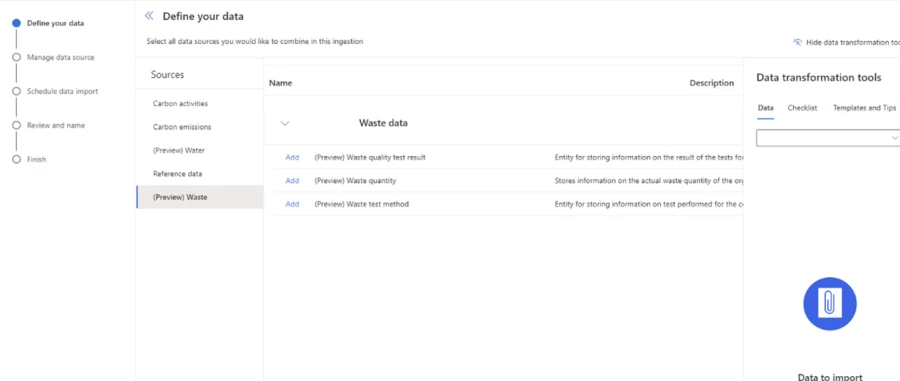 Define your data
Manage data source
Schedule data import
Review and name
Finish
Define your data
Select all data sources you would like to combine in this ingestion
Hide data transformation too
Sources
Carbon activities
Carbon emissions
(Preview) Water
Reference data
(Preview) Waste
Name Description
Waste data
Add (Preview) Waste quality test result Entity for storing information on the result of the tests fo
Add (Preview) Waste quantity Stores information on the actual waste quantity of the org
Add (Preview) Waste test method Entity for storing information on test performed for the c
Data transformation tools
Data Checklist Templates and Tips
Data to import